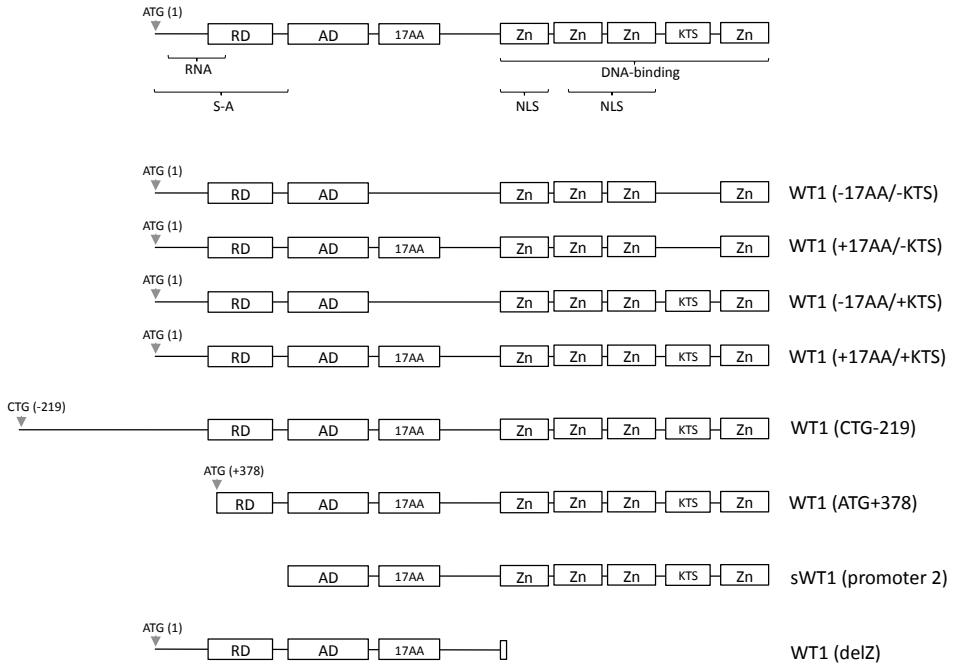 ATG (1)
RD AD 17AA Zn Zn Zn KTS Zn
RNA DNA-binding
S-A NLS NLS
ATG (1)
RD AD Zn Zn Zn Zn WT1 (-17AA/-KTS)
ATG (1)
RD AD 17AA Zn Zn Zn Zn WT1 (+17AA/-KTS)
ATG (1)
RD AD Zn Zn Zn KTS Zn WT1 (-17AA/+KTS)
ATG (1)
RD AD 17AA Zn Zn Zn KTS Zn WT1 (+17AA/+KTS)
CTG (-219)
RD AD 17AA Zn Zn Zn KTS Zn WT1 (CTG-219)
ATG (+378)
RD AD 17AA Zn Zn Zn KTS Zn WT1 (ATG+378)
AD 17AA Zn Zn Zn KTS Zn sWT1 (promoter 2)
ATG (1)
RD AD 17AA WT1 (delZ)